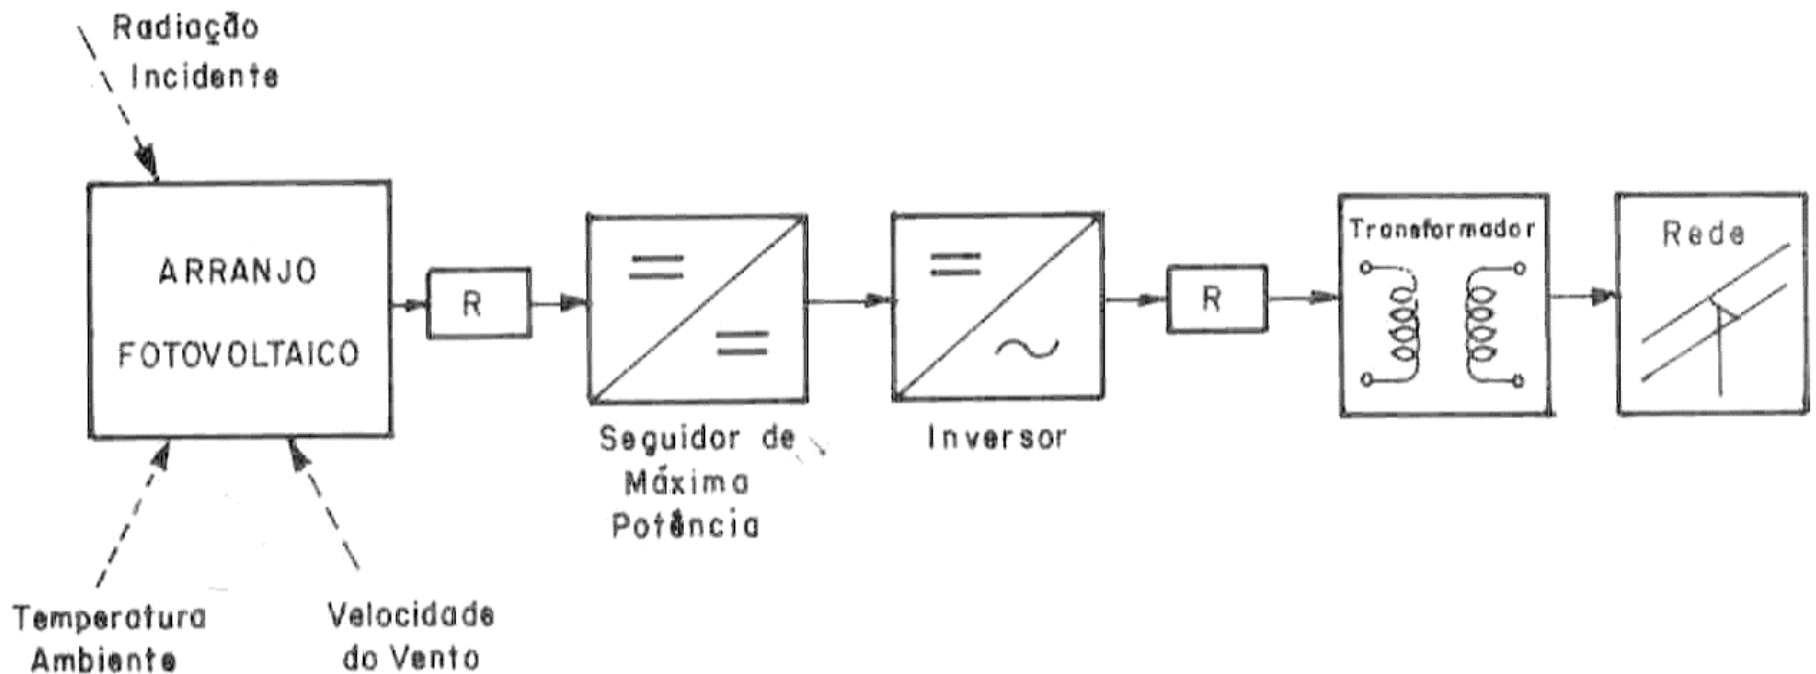 Radiação
Incidente
ARRANJO
FOTOVOLTAICO
R
Seguidor de
Máxima
Potência
Inversor
R
Transformador
Rede
Temperatura
Ambiente
Velocidade
do Vento